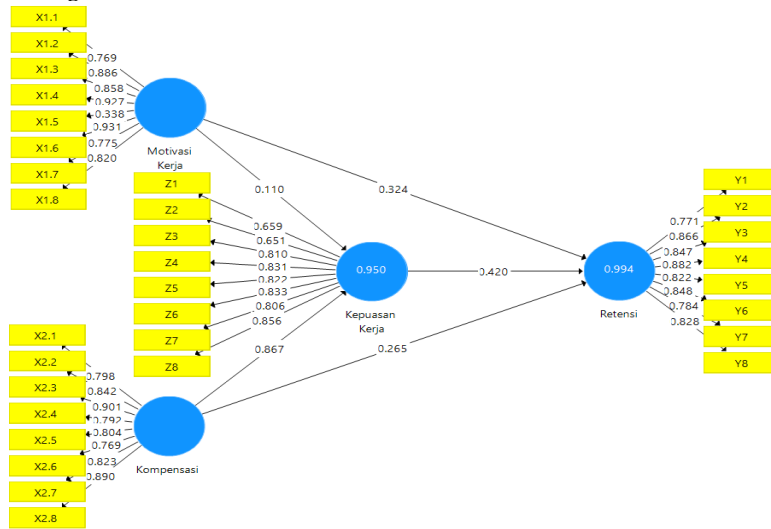 X1.1
X1.2
X1.3
X1.4
X1.5
X1.6
X1.7
X1.8
0.769
0.886
0.858
0.927
0.338
0.931
0.775
0.820
Motivasi
Kerja
0.110
0.324
Z1
Z2
Z3
Z4
Z5
Z6
Z7
Z8
0.659
0.651
0.810
0.831
0.822
0.833
0.806
0.856
0.950
Kepuasan
Kerja
0.420
0.867
0.265
X2.1
X2.2
X2.3
X2.4
X2.5
X2.6
X2.7
X2.8
0.798
0.842
0.901
0.792
0.804
0.769
0.823
0.890
Kompensasi
0.994
Retensi
0.771
0.866
0.847
0.882
0.822
0.848
0.784
0.828
Y1
Y2
Y3
Y4
Y5
Y6
Y7
Y8